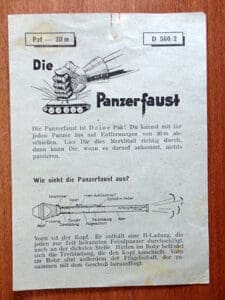 Pzf — 30 m
D 560/2
Die
Panzerfaust
Die Panzerfaust ist Deine Pak! Du kannst mit ihr
jeden Panzer bis auf Entfernungen von 30 m ab-
schießen. Lies Dir dies Merkblatt richtig durch,
dann kann Dir, wenn es darauf ankommt, nichts
passieren.
Wie sieht die Panzerfaust aus?
Vorn ist der Kopf. Er enthält eine H-Ladung, die
jeden zur Zeit bekannten Feindpanzer durchschlägt,
auch an der dicksten Stelle. Hinten im Rohr befindet
sich die Treibladung, die den Kopf verschießt. Vorn
im Rohr sitzt außerdem der Flügelschaft, der zu-
sammen mit dem Geschoß herausfliegt.